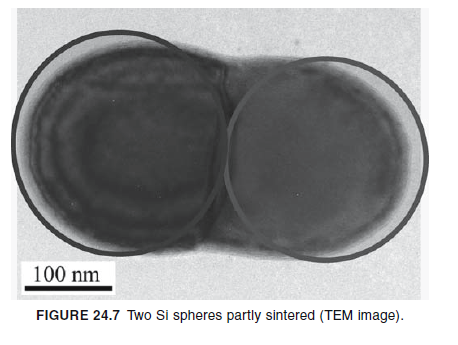 100 nm
FIGURE 24.7 Two Si spheres partly sintered (TEM image).